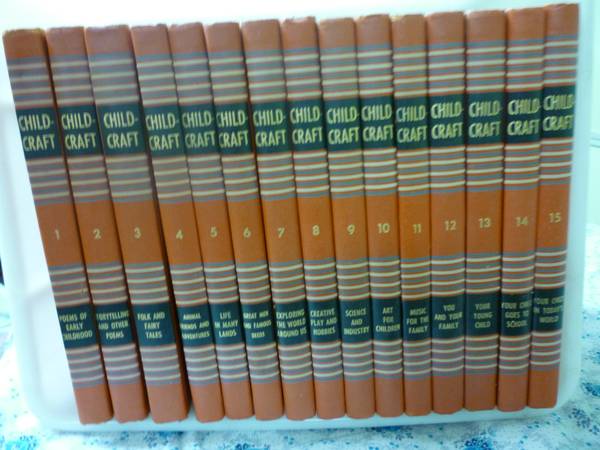 CHILD-
CRAFT
1
POEMS OF
EARLY
CHILDHOOD
CHILD-
CRAFT
2
STORYTELLING
AND OTHER
POEMS
CHILD-
CRAFT
3
FOLK AND
FAIRY
TALES
CHILD-
CRAFT
4
ANIMAL
FRIENDS AND
ADVENTURES
CHILD-
CRAFT
5
LIFE
IN MANY
LANDS
CHILD-
CRAFT
6
GREAT MEN
AND FAMOUS
DEEDS
CHILD-
CRAFT
7
EXPLORING
THE WORLD
AROUND US
CHILD-
CRAFT
8
CREATIVE
PLAY AND
HOBBIES
CHILD-
CRAFT
9
SCIENCE
AND
INDUSTRY
CHILD-
CRAFT
10
ART
FOR
CHILDREN
CHILD-
CRAFT
11
MUSIC
FOR THE
FAMILY
CHILD-
CRAFT
12
YOU
AND YOUR
FAMILY
CHILD-
CRAFT
13
YOUR
YOUNG
CHILD
CHILD-
CRAFT
14
YOUR CHILD
GOES TO
SCHOOL
CHILD-
CRAFT
15
YOUR CHILD
IN TODAY'S
WORLD